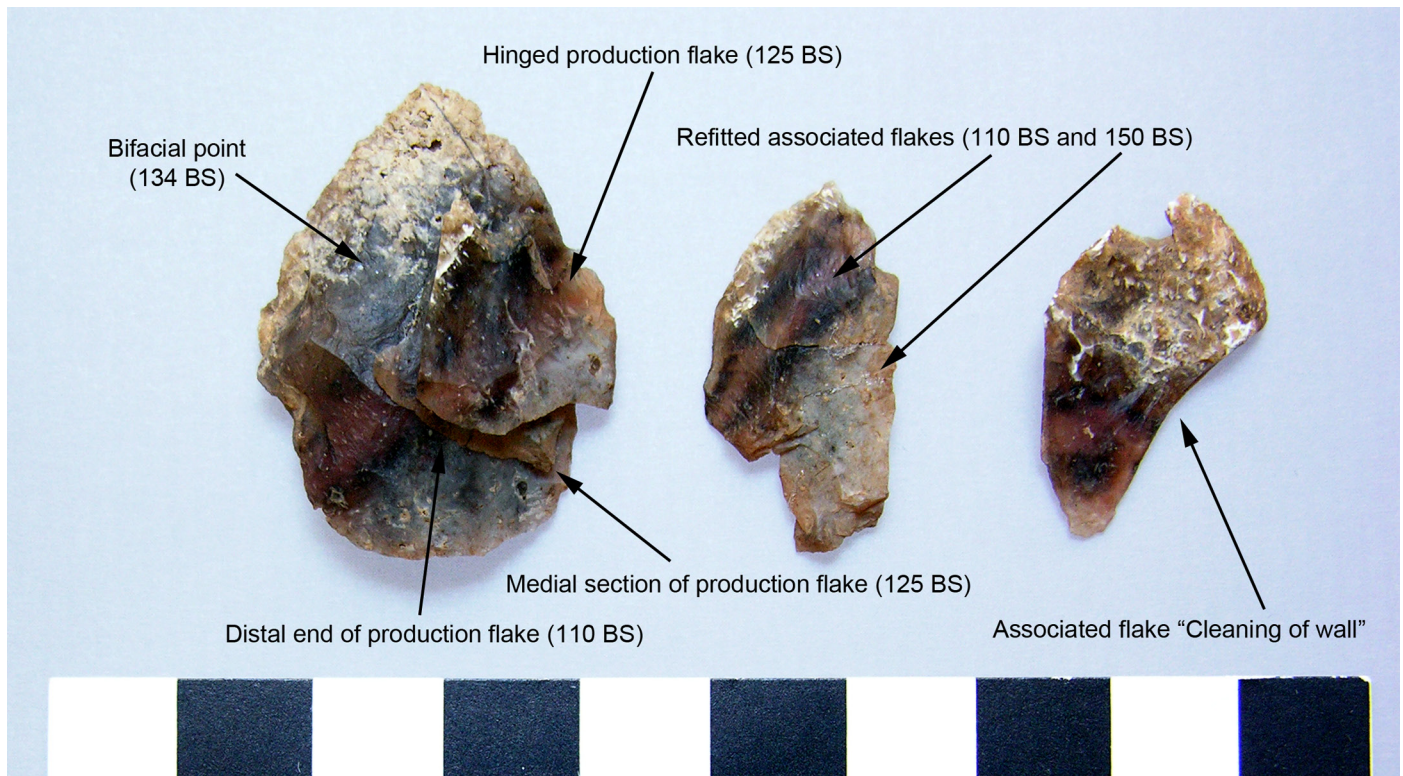 Hinged production flake (125 BS)
Refitted associated flakes (110 BS and 150 BS)
Bifacial point
(134 BS)
Medial section of production flake (125 BS)
Distal end of production flake (110 BS)
Associated flake “Cleaning of wall”